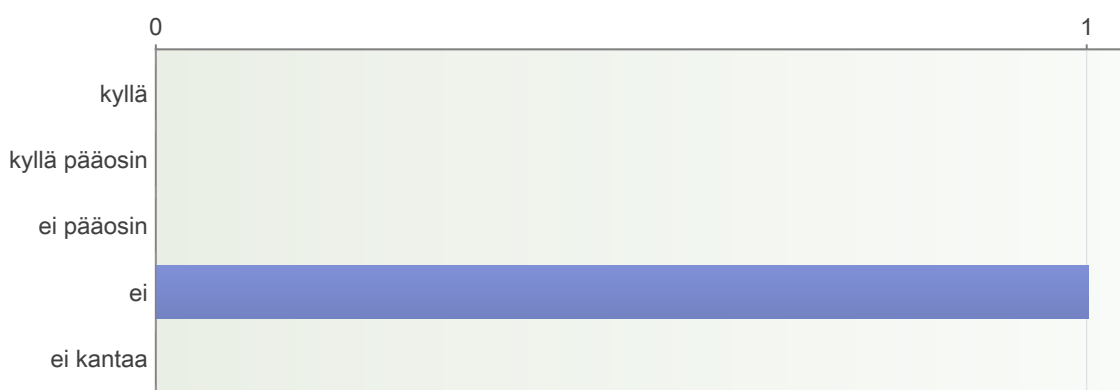 0 1
kyllä
kyllä pääosin
ei pääosin
ei
ei kantaa